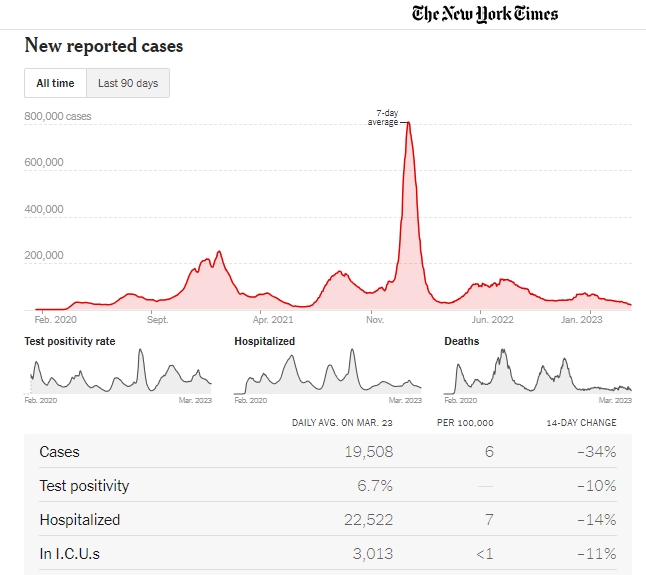 The New York Times
New reported cases
All time Last 90 days
800,000 cases
7-day
average
600,000
400,000
200,000
Feb. 2020 Sept. Apr. 2021 Nov. Jun. 2022 Jan. 2023
Test positivity rate Hospitalized Deaths
Feb. 2020 Mar. 2023 Feb. 2020 Mar. 2023 Feb. 2020 Mar. 2023
DAILY AVG. ON MAR. 23 PER 100,000 14-DAY CHANGE
Cases 19,508 6 −34%
Test positivity 6.7% — −10%
Hospitalized 22,522 7 −14%
In I.C.U.s 3,013 <1 −11%